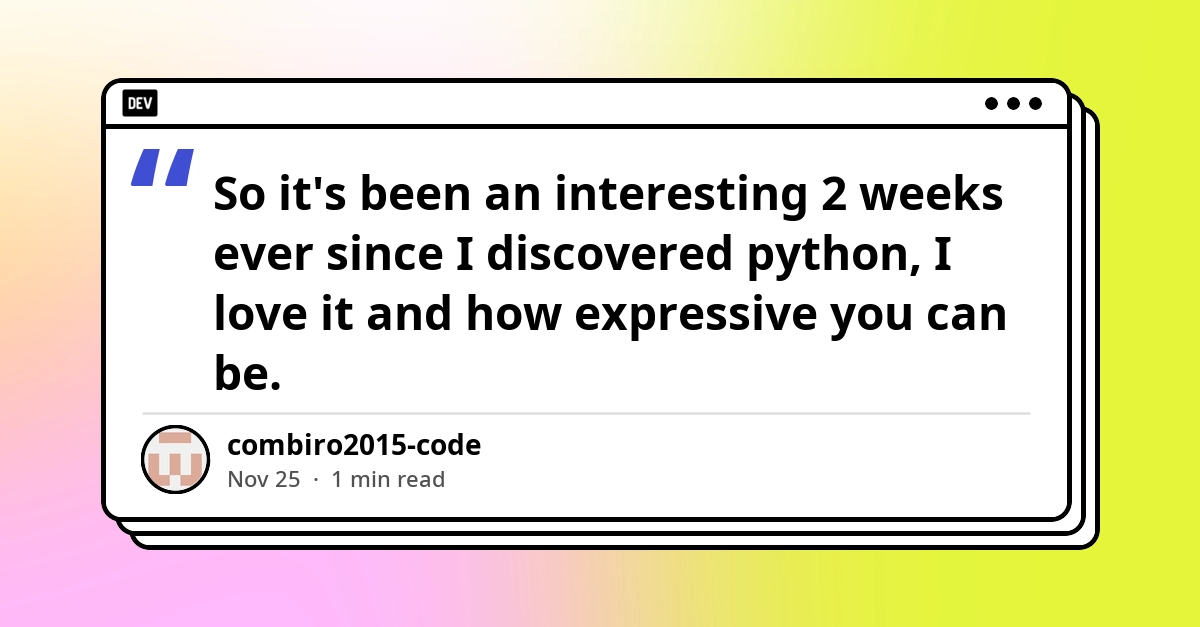 DEV
“ So it's been an interesting 2 weeks
ever since I discovered python, I
love it and how expressive you can
be.
combiro2015-code
Nov 25 · 1 min read